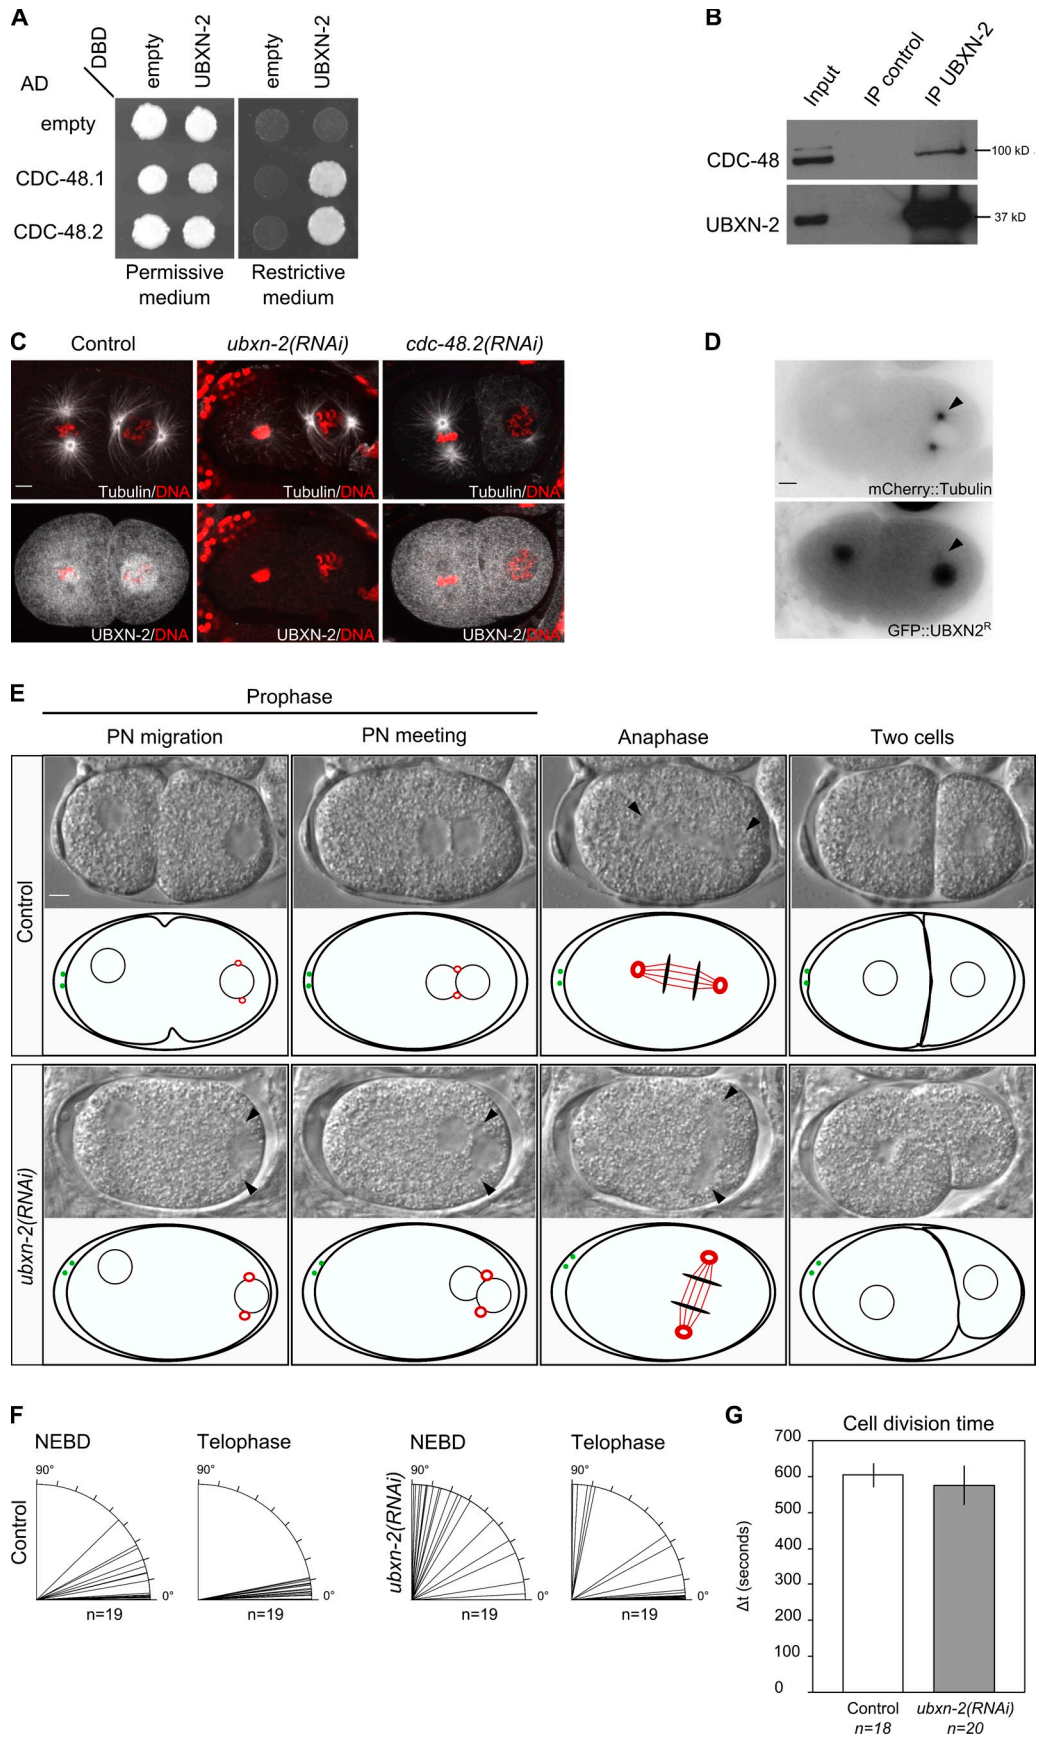 A
DBD
empty
UBXN-2
empty
UBXN-2
AD
empty
CDC-48.1
CDC-48.2
Permissive
medium
Restrictive
medium
B
Input
IP control
IP UBXN-2
CDC-48
100 kD
UBXN-2
37 kD
C
Control
ubxn-2(RNAi)
cdc-48.2(RNAi)
Tubulin/DNA
Tubulin/DNA
Tubulin/DNA
UBXN-2/DNA
UBXN-2/DNA
UBXN-2/DNA
D
mCherry::Tubulin
GFP::UBXN2R
E
Prophase
PN migration
PN meeting
Anaphase
Two cells
Control
ubxn-2(RNAi)
F
NEBD
Telophase
NEBD
Telophase
Control
90°
0°
n=19
90°
0°
n=19
ubxn-2(RNAi)
90°
0°
n=19
90°
0°
n=19
G
Cell division time
Δt (seconds)
700
600
500
400
300
200
100
0
Control
n=18
ubxn-2(RNAi)
n=20